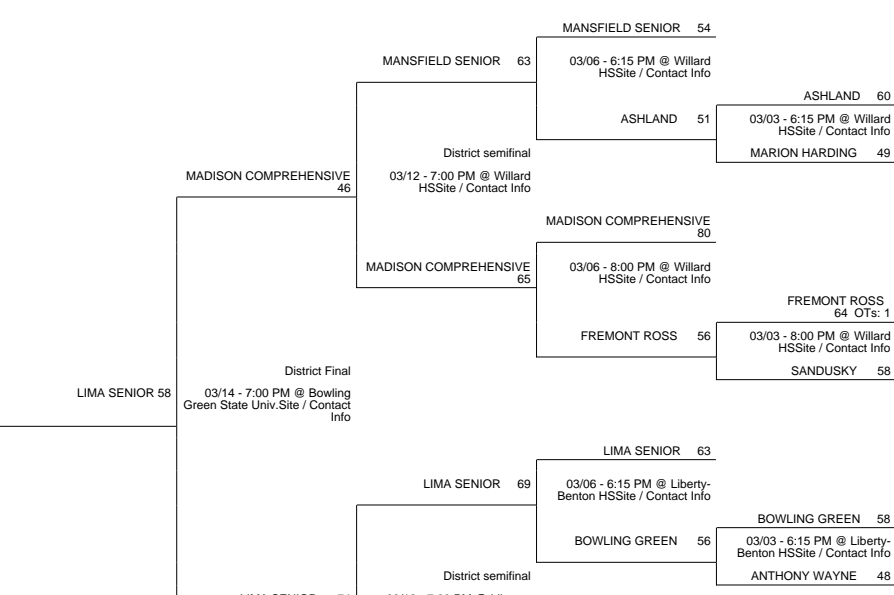 MANSFIELD SENIOR 54
MANSFIELD SENIOR 63
03/06 - 6:15 PM @ Willard
HSSite / Contact Info
ASHLAND 60
ASHLAND 51
03/03 - 6:15 PM @ Willard
HSSite / Contact Info
MARION HARDING 49
District semifinal
MADISON COMPREHENSIVE
46
03/12 - 7:00 PM @ Willard
HSSite / Contact Info
MADISON COMPREHENSIVE
80
MADISON COMPREHENSIVE
65
03/06 - 8:00 PM @ Willard
HSSite / Contact Info
FREMONT ROSS
64 OTs: 1
FREMONT ROSS 56
03/03 - 8:00 PM @ Willard
HSSite / Contact Info
SANDUSKY 58
District Final
LIMA SENIOR 58
03/14 - 7:00 PM @ Bowling
Green State Univ.Site / Contact
Info
LIMA SENIOR 63
LIMA SENIOR 69
03/06 - 6:15 PM @ Liberty-
Benton HSSite / Contact Info
BOWLING GREEN 58
BOWLING GREEN 56
03/03 - 6:15 PM @ Liberty-
Benton HSSite / Contact Info
ANTHONY WAYNE 48
District semifinal